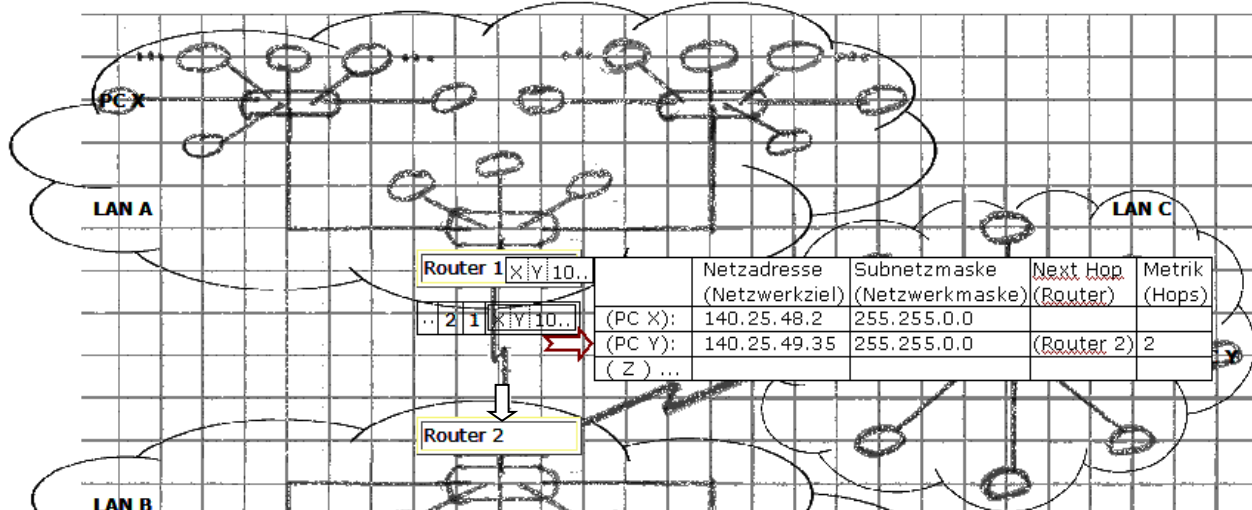 PC X
LAN A
LAN C
Router 1 X Y 10..
Netzadresse Subnetzmaske Next Hop Metrik
(Netzwerkziel) (Netzwerkmaske) (Router) (Hops)
(PC X): 140.25.48.2 255.255.0.0
(PC Y): 140.25.49.35 255.255.0.0 (Router 2) 2
( Z ) ...
.. 2 1 X Y 10..
Y
Router 2
LAN B